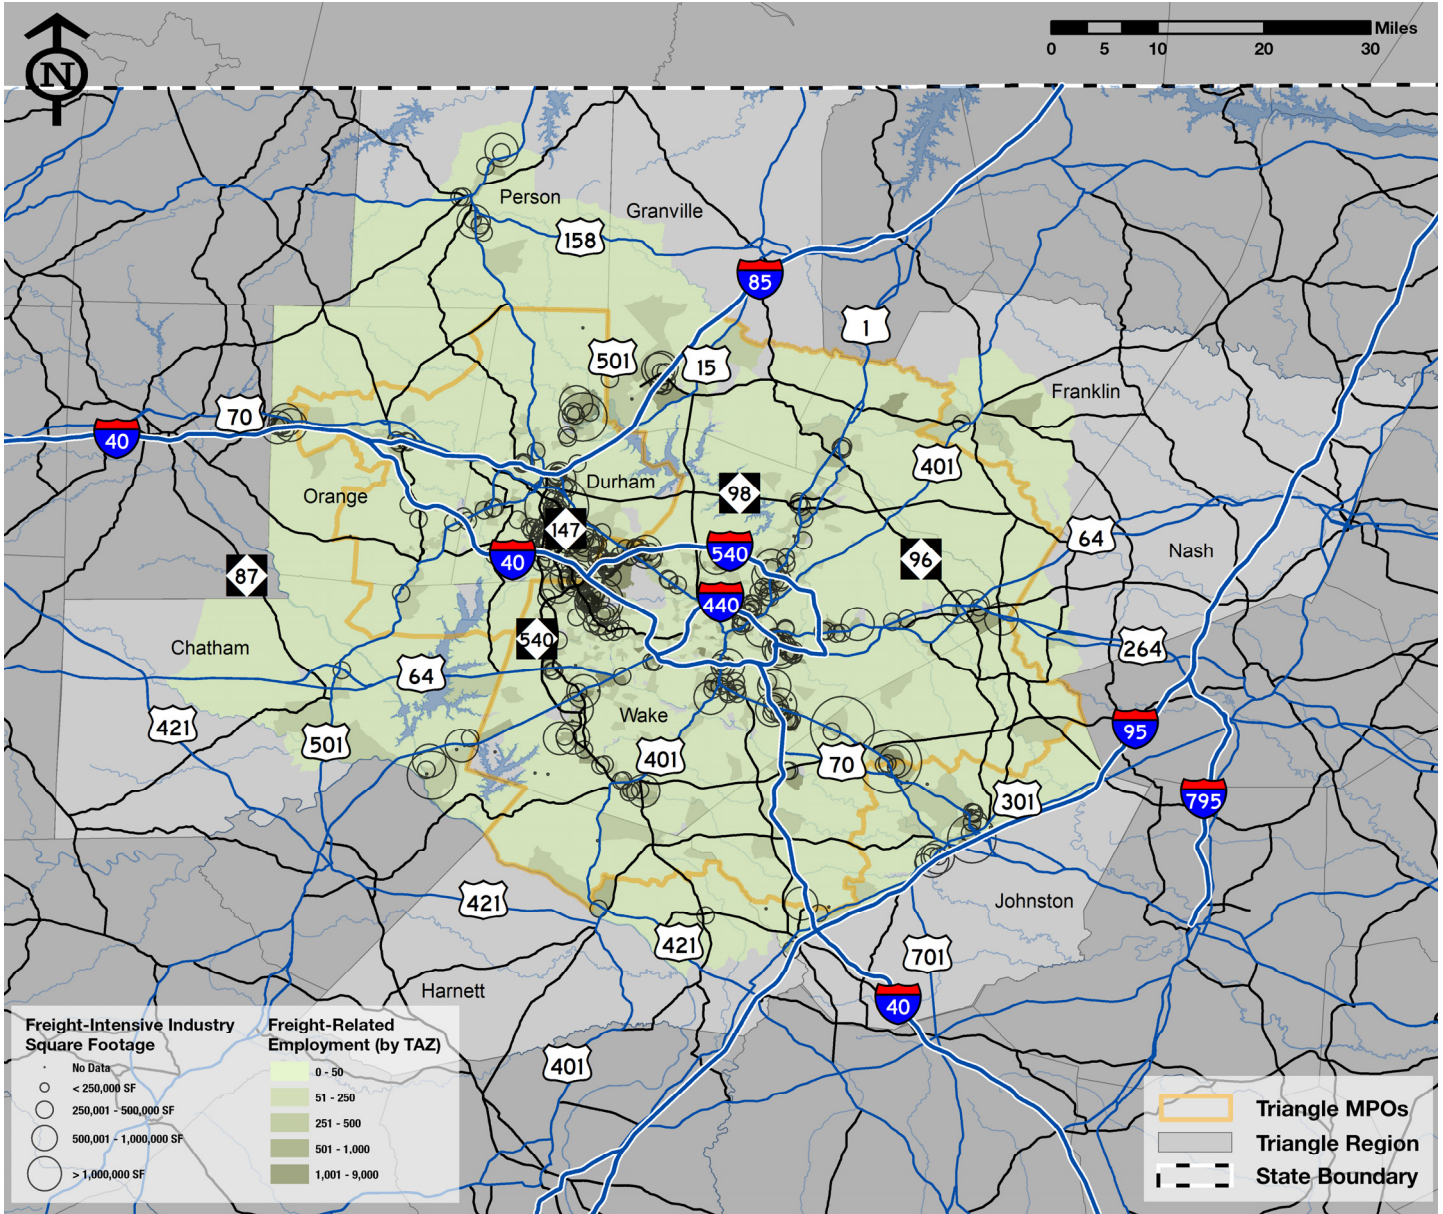 N
Miles
0 5 10 20 30
Person
Granville
158
85
1
501
15
Franklin
70
40
401
Orange
Durham
98
147
64
540
Nash
40
96
87
440
540
Chatham
264
64
Wake
421
501
401
70
95
301
795
421
Johnston
421
701
Harnett
40
401
Freight-Intensive Industry
Square Footage
No Data
< 250,000 SF
250,001 - 500,000 SF
500,001 - 1,000,000 SF
> 1,000,000 SF
Freight-Related
Employment (by TAZ)
0 - 50
51 - 250
251 - 500
501 - 1,000
1,001 - 9,000
Triangle MPOs
Triangle Region
State Boundary